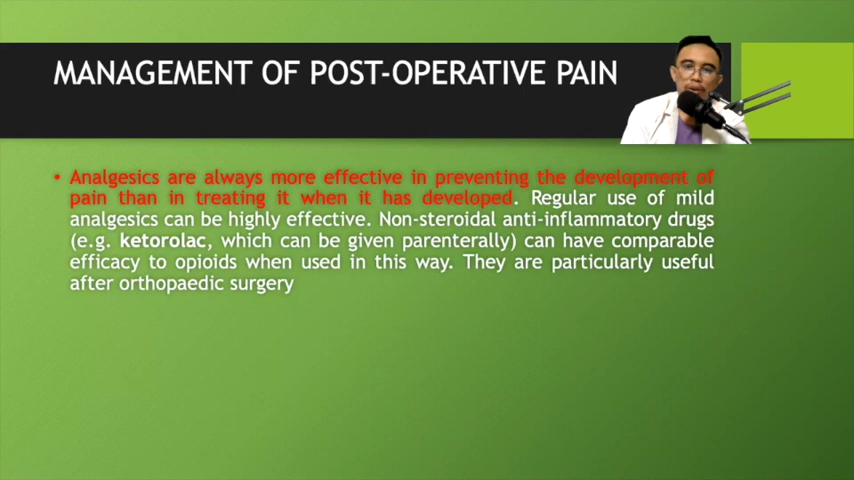 MANAGEMENT OF POST-OPERATIVE PAIN
• Analgesics are always more effective in preventing the development of
pain than in treating it when it has developed. Regular use of mild
analgesics can be highly effective. Non-steroidal anti-inflammatory drugs
(e.g. ketorolac, which can be given parenterally) can have comparable
efficacy to opioids when used in this way. They are particularly useful
after orthopaedic surgery